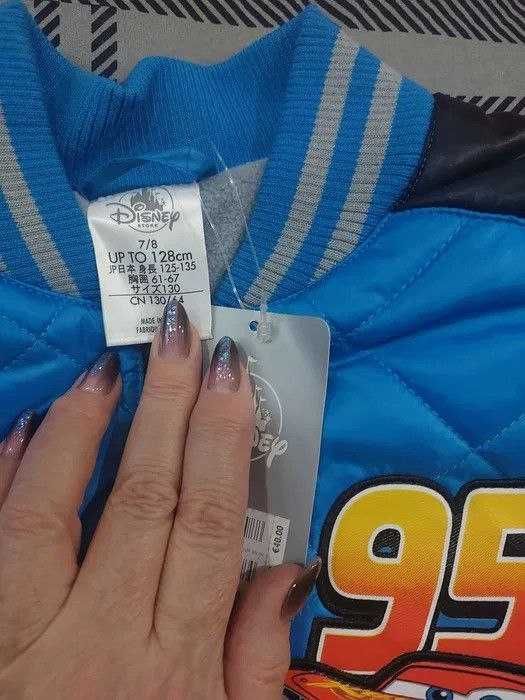 Disney
STORE
7/8
UP TO 128cm
JP日本 身長 125-135
胸囲 61-67
サイズ130
CN 130/64
MADE IN
FABRIQU
€40.00
95